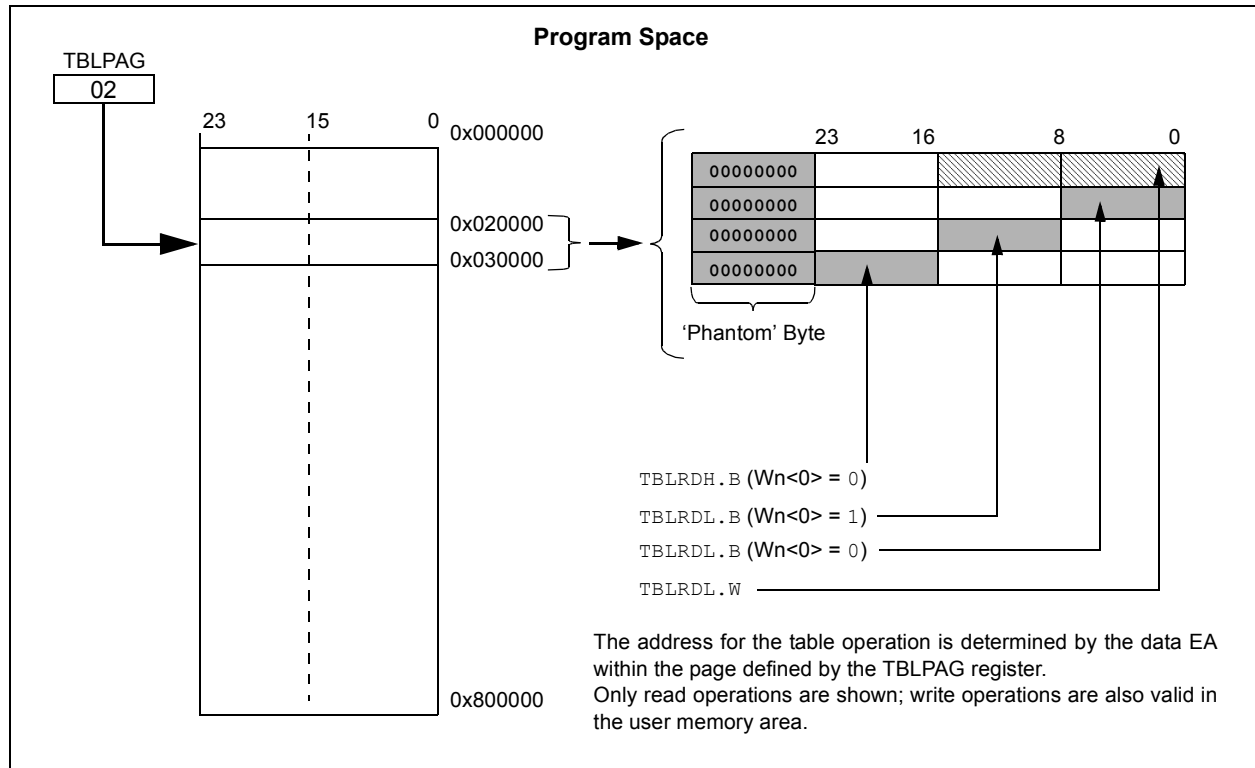 Program Space
TBLPAG
02
23 15 0
0x000000
0x020000
0x030000
0x800000
23 16 8 0
00000000
00000000
00000000
00000000
‘Phantom’ Byte
TBLRDH.B (Wn<0> = 0)
TBLRDL.B (Wn<0> = 1)
TBLRDL.B (Wn<0> = 0)
TBLRDL.W
The address for the table operation is determined by the data EA
within the page defined by the TBLPAG register.
Only read operations are shown; write operations are also valid in
the user memory area.